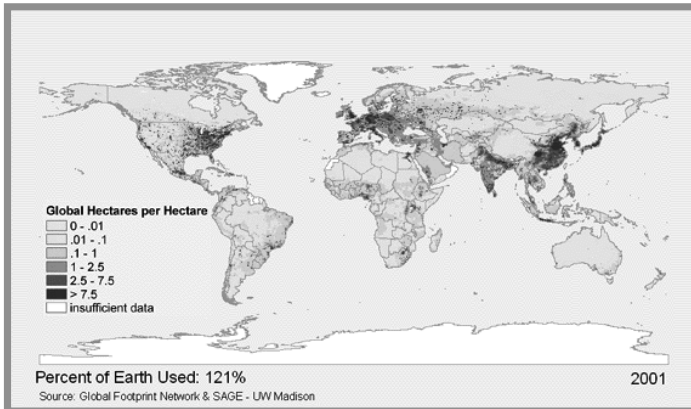 Global Hectares per Hectare
0 - .01
.01 - .1
.1 - 1
1 - 2.5
2.5 - 7.5
> 7.5
insufficient data
Percent of Earth Used: 121%
2001
Source: Global Footprint Network & SAGE - UW Madison